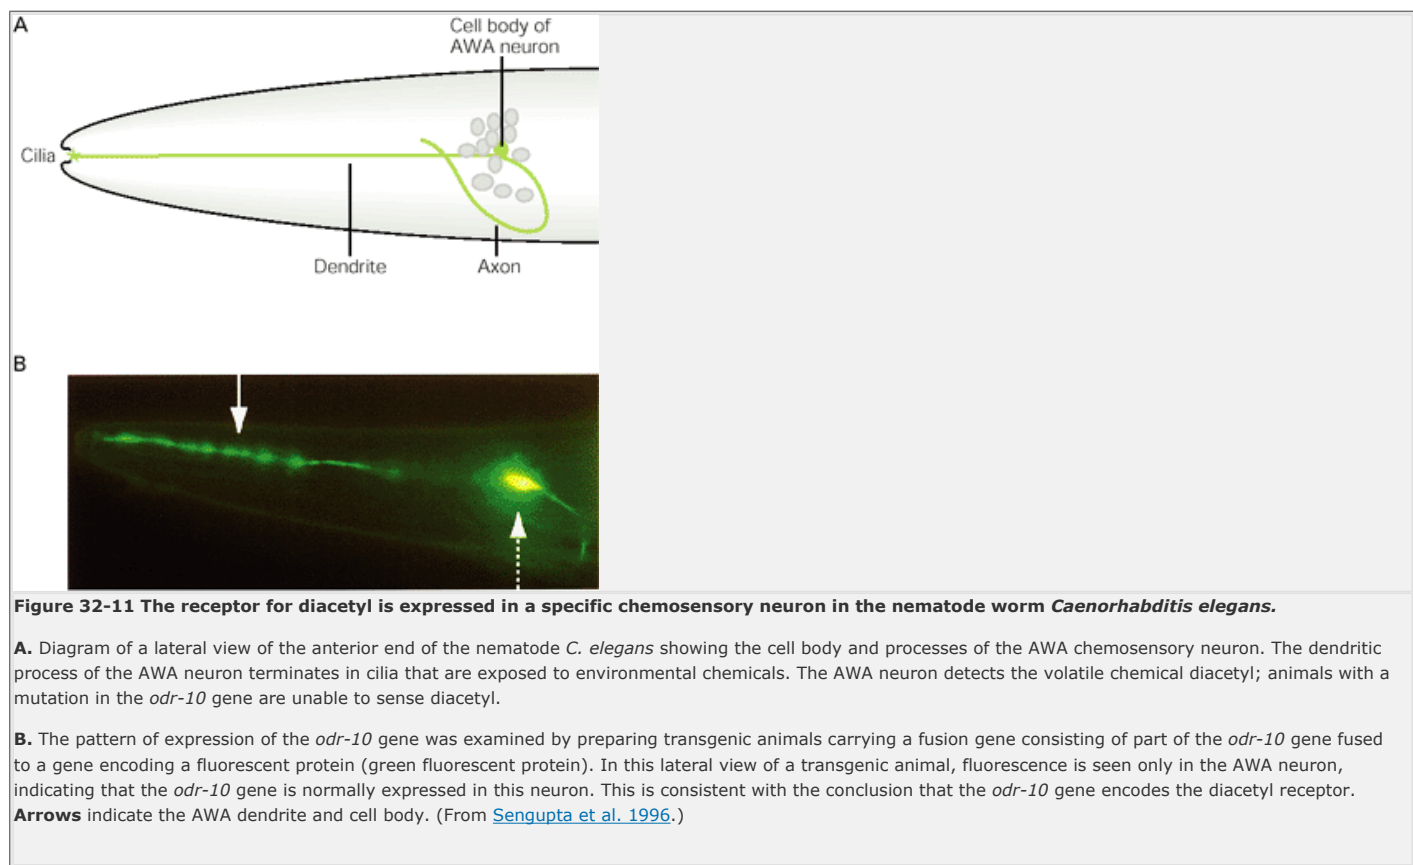 A
Cell body of
AWA neuron
Cilia
Dendrite
Axon
B
Figure 32-11 The receptor for diacetyl is expressed in a specific chemosensory neuron in the nematode worm Caenorhabditis elegans.
A. Diagram of a lateral view of the anterior end of the nematode C. elegans showing the cell body and processes of the AWA chemosensory neuron. The dendritic
process of the AWA neuron terminates in cilia that are exposed to environmental chemicals. The AWA neuron detects the volatile chemical diacetyl; animals with a
mutation in the odr-10 gene are unable to sense diacetyl.
B. The pattern of expression of the odr-10 gene was examined by preparing transgenic animals carrying a fusion gene consisting of part of the odr-10 gene fused
to a gene encoding a fluorescent protein (green fluorescent protein). In this lateral view of a transgenic animal, fluorescence is seen only in the AWA neuron,
indicating that the odr-10 gene is normally expressed in this neuron. This is consistent with the conclusion that the odr-10 gene encodes the diacetyl receptor.
Arrows indicate the AWA dendrite and cell body. (From Sengupta et al. 1996.)